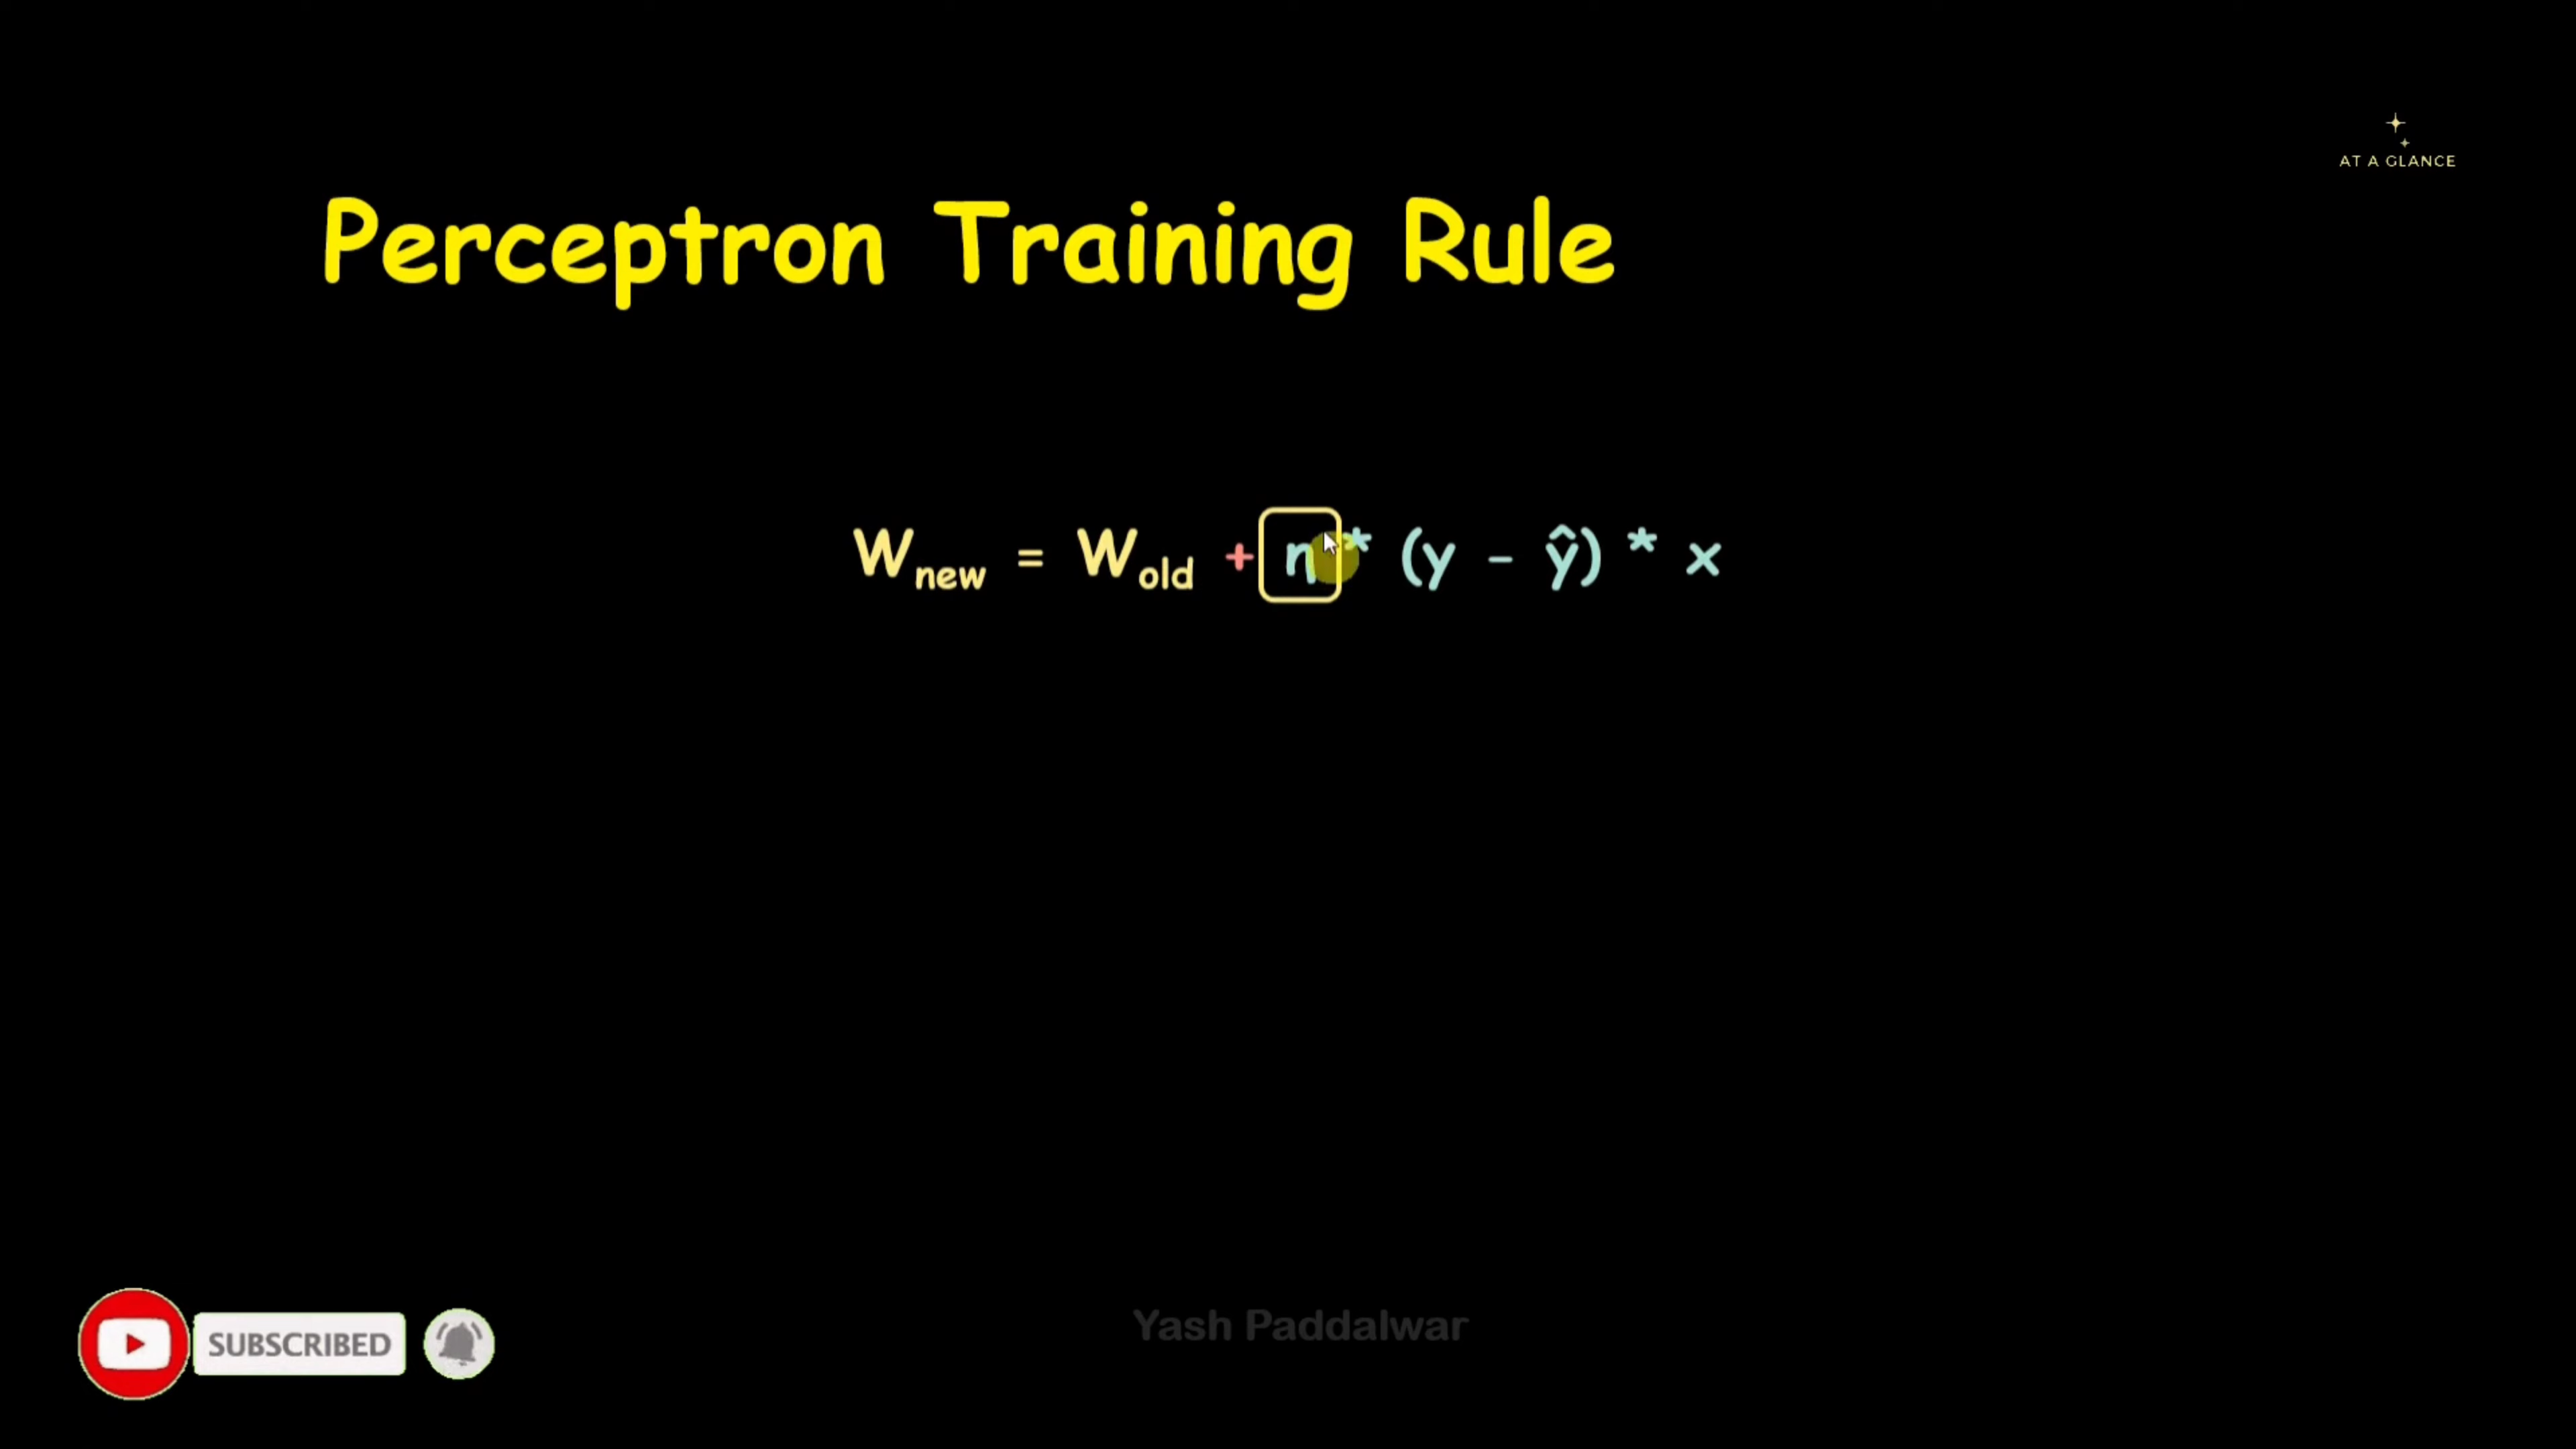 AT A GLANCE
Perceptron Training Rule
Wnew = Wold + η * (y - ŷ) * x
SUBSCRIBED
Yash Paddalwar